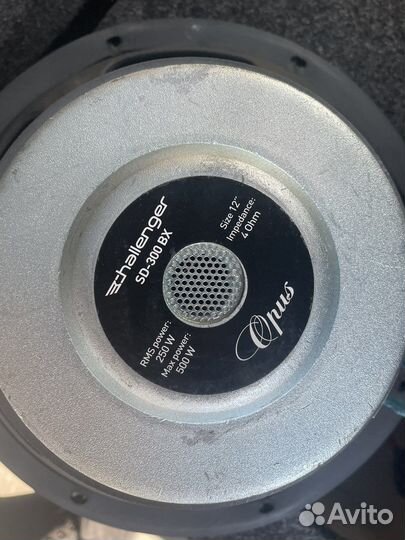 Challenger
SD-300 BX
Size 12"
Impedance:
4 Ohm
RMS power:
250 W
Max power:
500 W
Opus
Avito